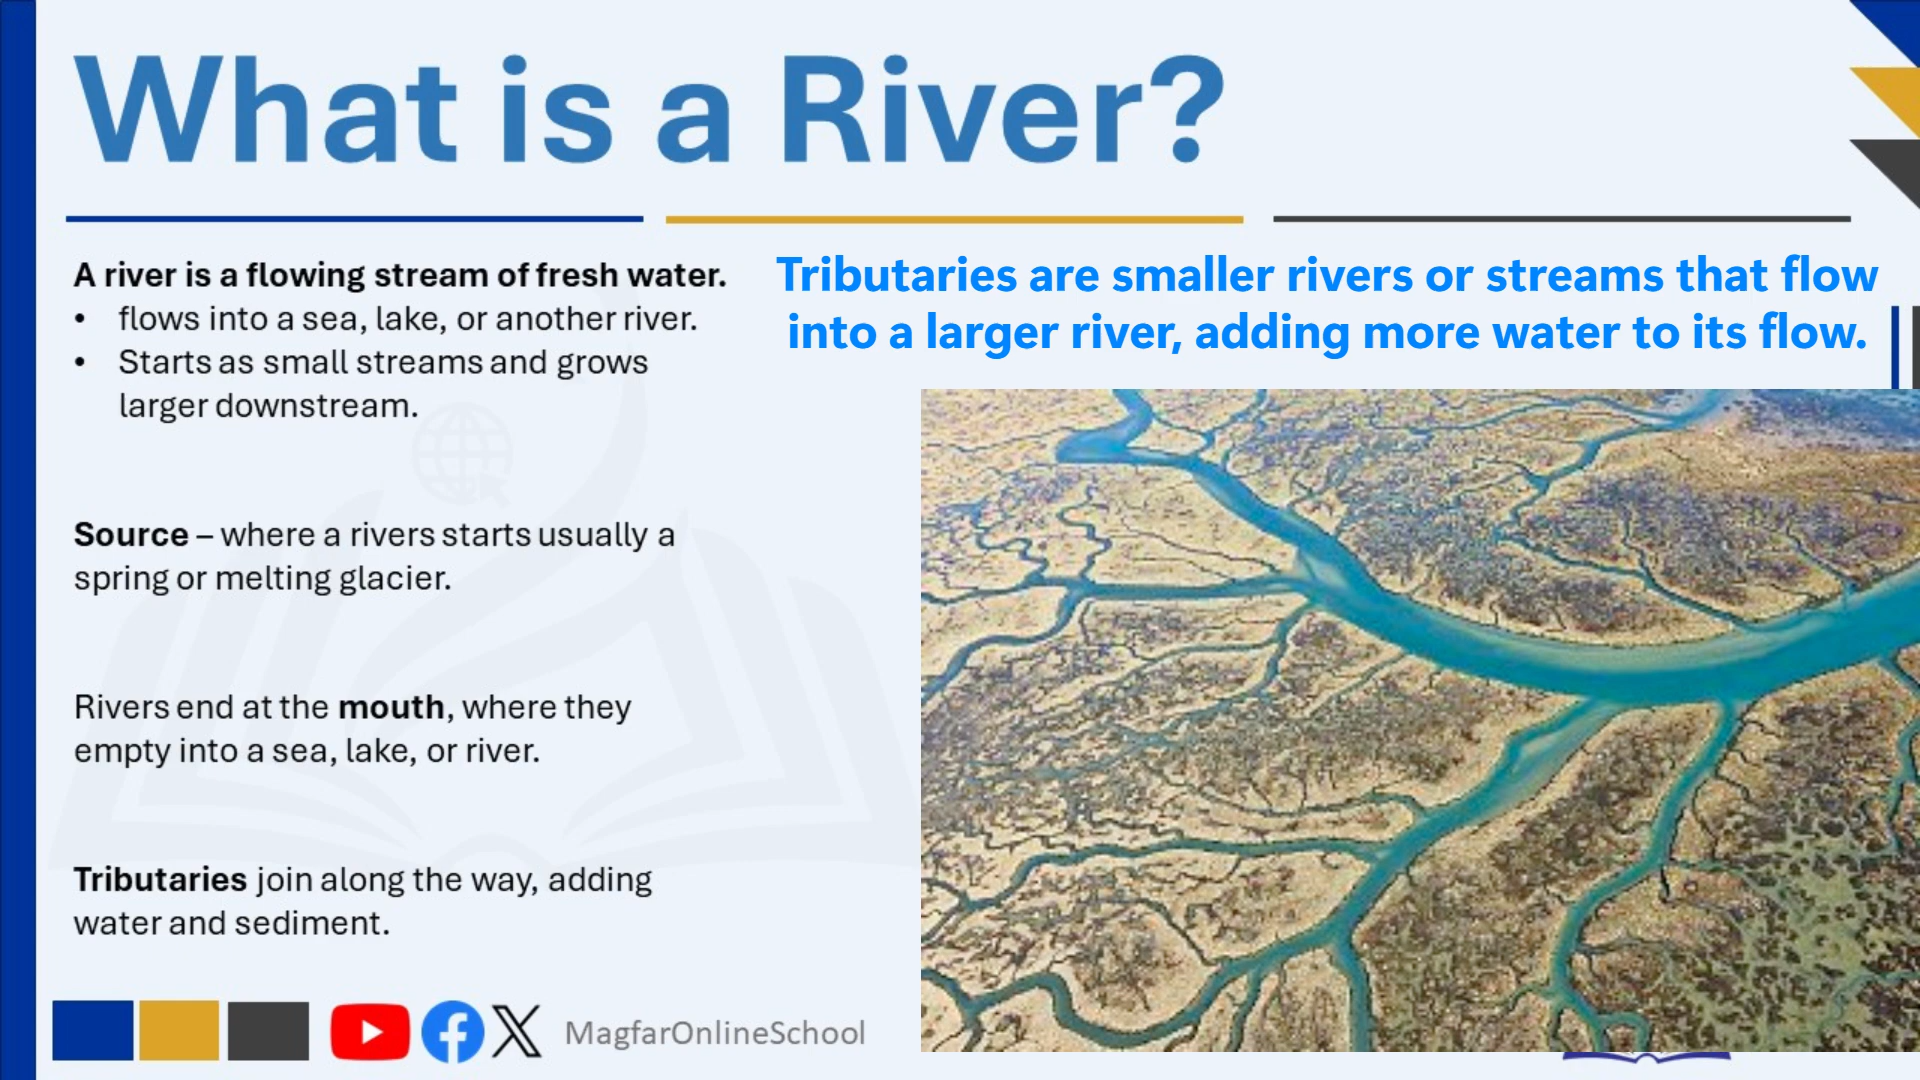 What is a River?
A river is a flowing stream of fresh water.
• flows into a sea, lake, or another river.
• Starts as small streams and grows
larger downstream.
Source – where a rivers starts usually a
spring or melting glacier.
Rivers end at the mouth, where they
empty into a sea, lake, or river.
Tributaries join along the way, adding
water and sediment.
Tributaries are smaller rivers or streams that flow
into a larger river, adding more water to its flow.
MagfarOnlineSchool